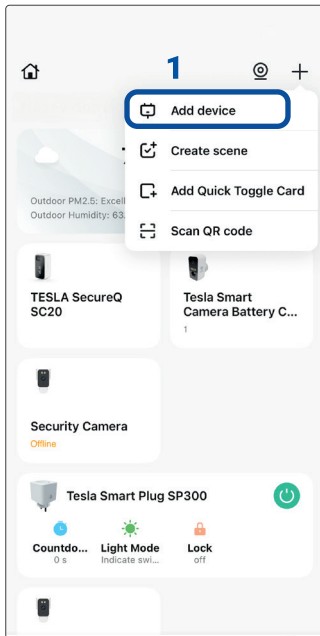 1
Add device
Create scene
Add Quick Toggle Card
Scan QR code
Outdoor PM2.5: Excell
Outdoor Humidity: 63.
TESLA SecureQ
SC20
Tesla Smart
Camera Battery C...
1
Security Camera
Offline
Tesla Smart Plug SP300
Countdo...
0 s
Light Mode
Indicate swi...
Lock
off